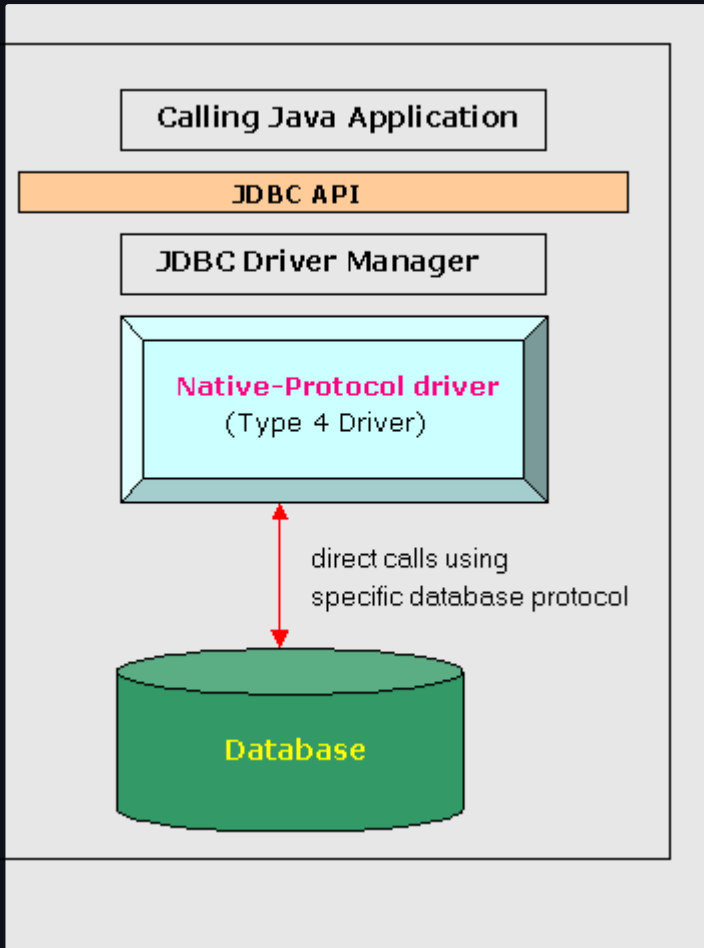 Calling Java Application
JDBC API
JDBC Driver Manager
Native-Protocol driver
(Type 4 Driver)
direct calls using
specific database protocol
Database